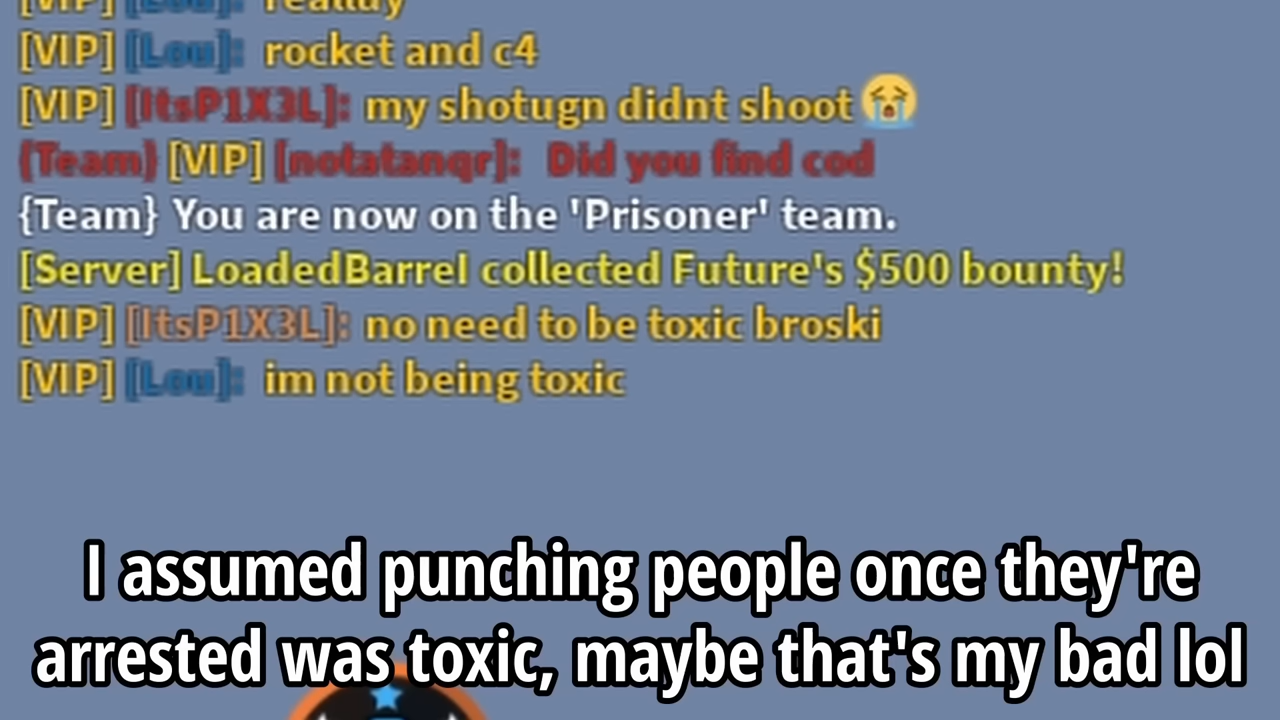 [VIP] [Lou]: realldy
[VIP] [Lou]: rocket and c4
[VIP] [ItsP1X3L]: my shotugn didnt shoot 😭
{Team} [VIP] [notatanqr]: Did you find cod
{Team} You are now on the 'Prisoner' team.
[Server] LoadedBarrel collected Future's $500 bounty!
[VIP] [ItsP1X3L]: no need to be toxic broski
[VIP] [Lou]: im not being toxic
I assumed punching people once they're
arrested was toxic, maybe that's my bad lol